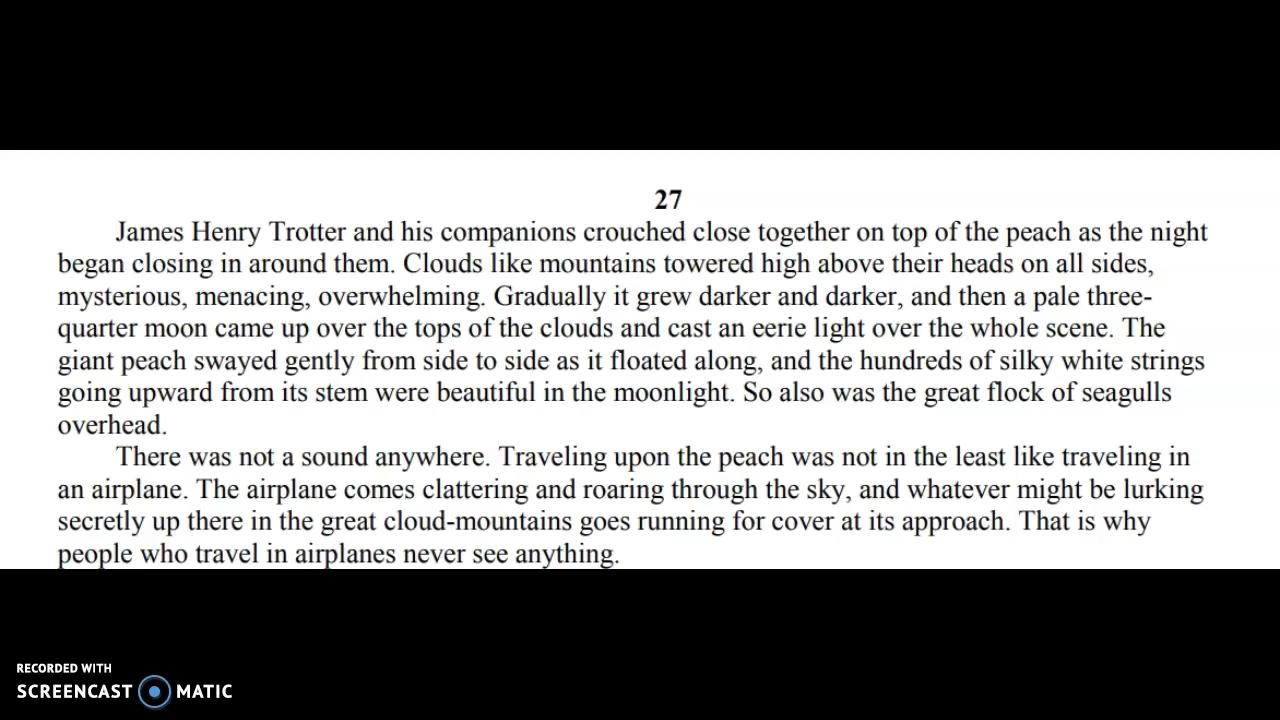 27
James Henry Trotter and his companions crouched close together on top of the peach as the night
began closing in around them. Clouds like mountains towered high above their heads on all sides,
mysterious, menacing, overwhelming. Gradually it grew darker and darker, and then a pale three-
quarter moon came up over the tops of the clouds and cast an eerie light over the whole scene. The
giant peach swayed gently from side to side as it floated along, and the hundreds of silky white strings
going upward from its stem were beautiful in the moonlight. So also was the great flock of seagulls
overhead.
There was not a sound anywhere. Traveling upon the peach was not in the least like traveling in
an airplane. The airplane comes clattering and roaring through the sky, and whatever might be lurking
secretly up there in the great cloud-mountains goes running for cover at its approach. That is why
people who travel in airplanes never see anything.
RECORDED WITH
SCREENCAST MATIC